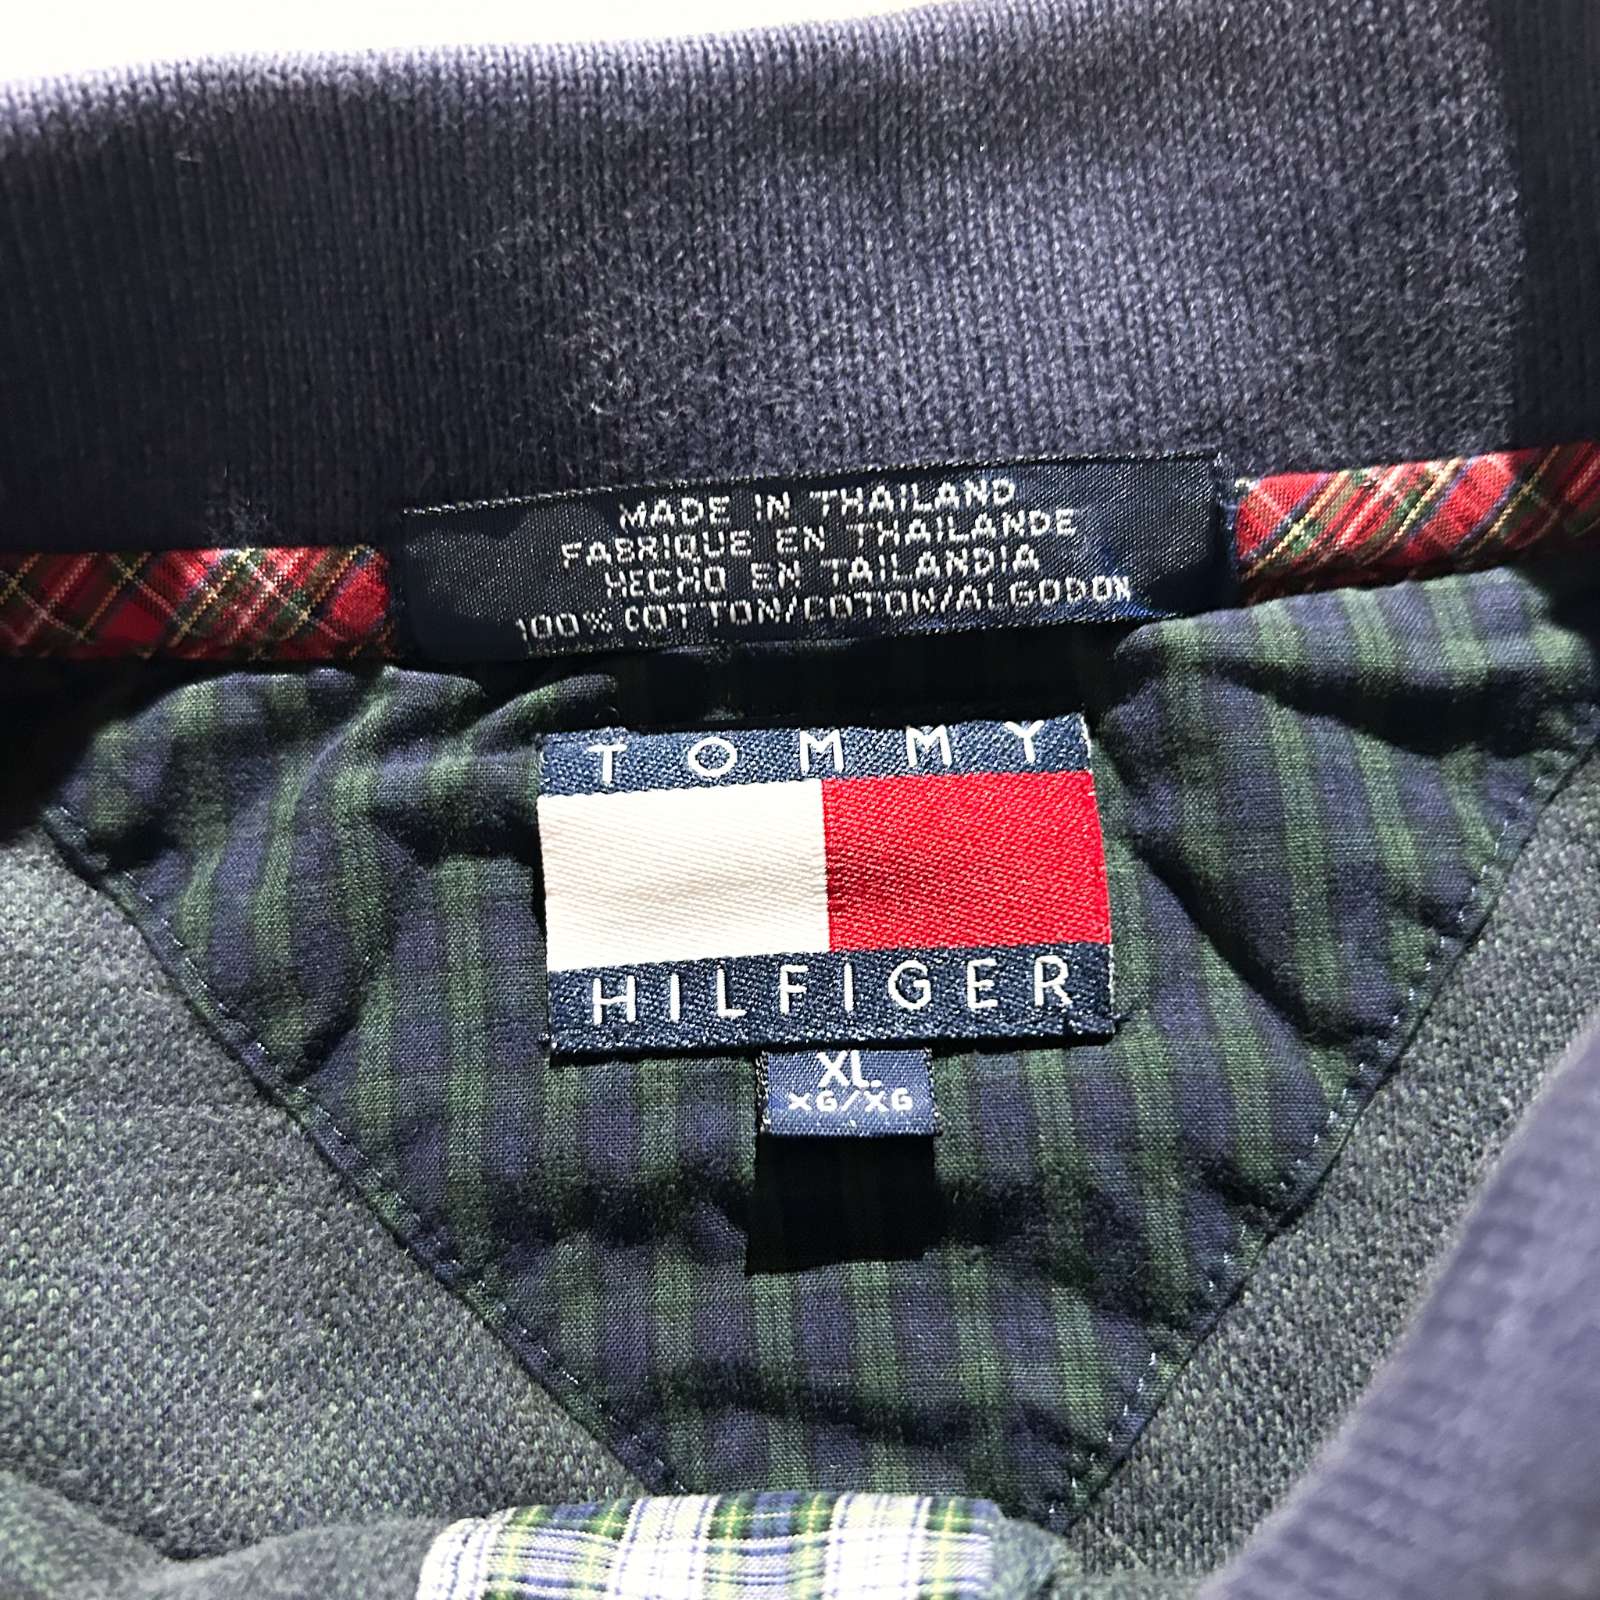 MADE IN THAILAND
FABRIQUE EN THAILANDE
HECHO EN TAILANDIA
100% COTTON/COTON/ALGODON
TOMMY
HILFIGER
XL.
XG/XG